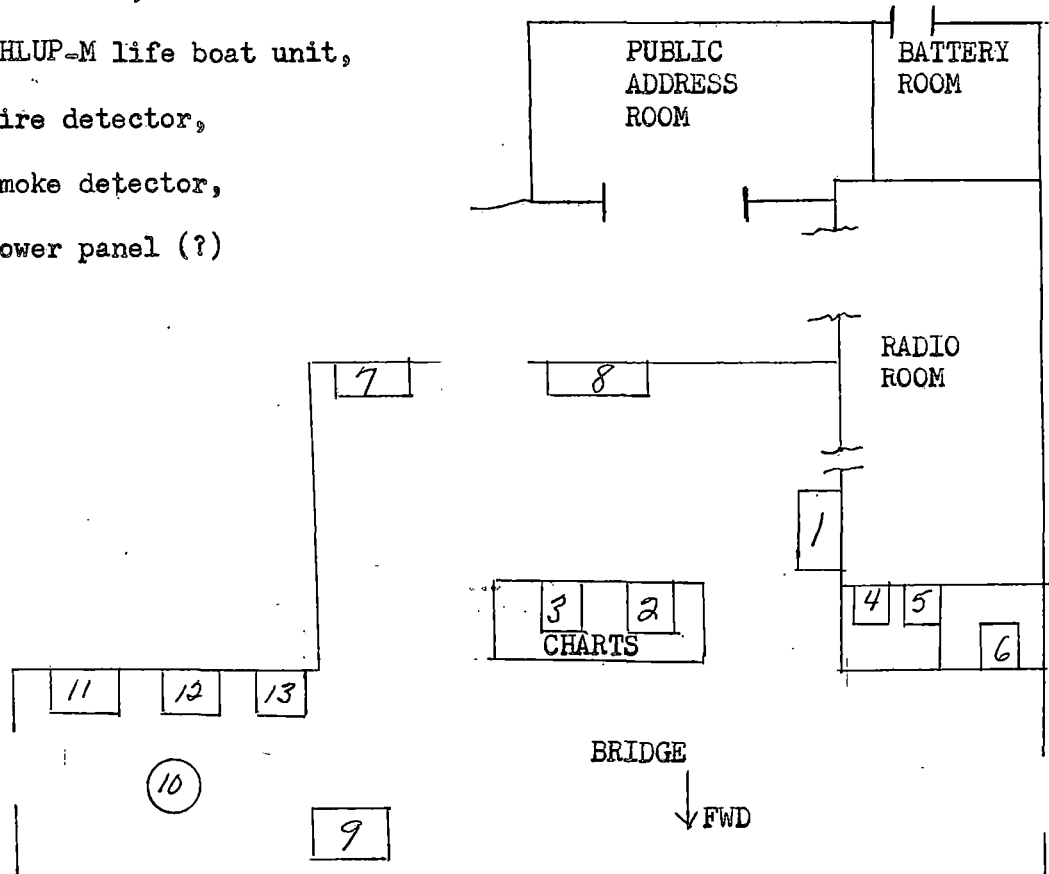 HLUP-M life boat unit,
ire detector,
moke detector,
ower panel (?)
PUBLIC
ADDRESS
ROOM
BATTERY
ROOM
RADIO
ROOM
7
8
1
3
2
CHARTS
4
5
6
11
12
13
BRIDGE
10
9
FWD